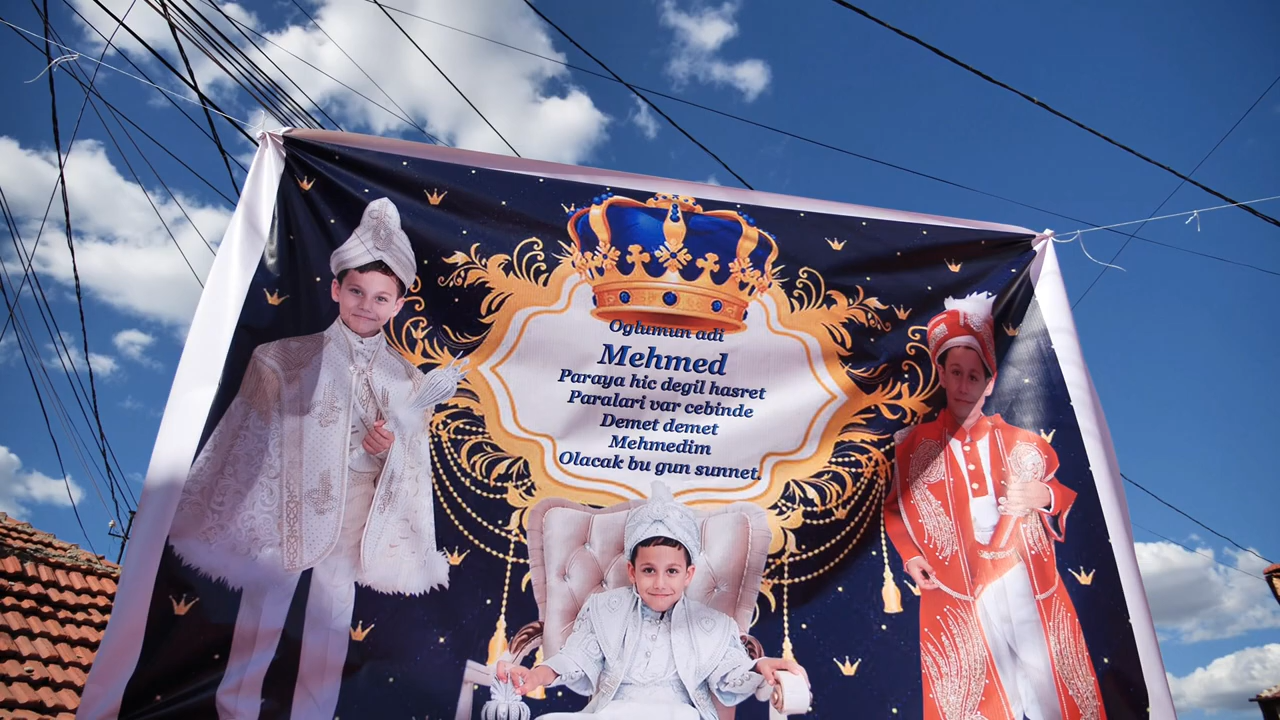 Oglumun adi
Mehmed
Paraya hic degil hasret
Paralari var cebinde
Demet demet
Mehmedim
Olacak bu gun sunnet.